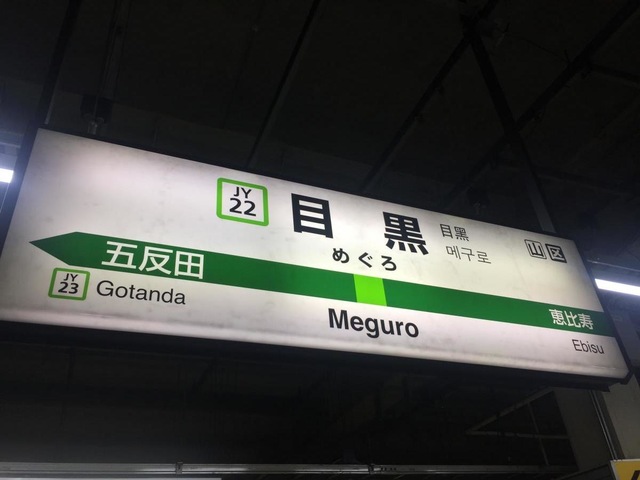 JY
22
目黒
めぐろ
目黑
메구로
山 区
五反田
恵比寿
JY
23
Gotanda
Meguro
Ebisu